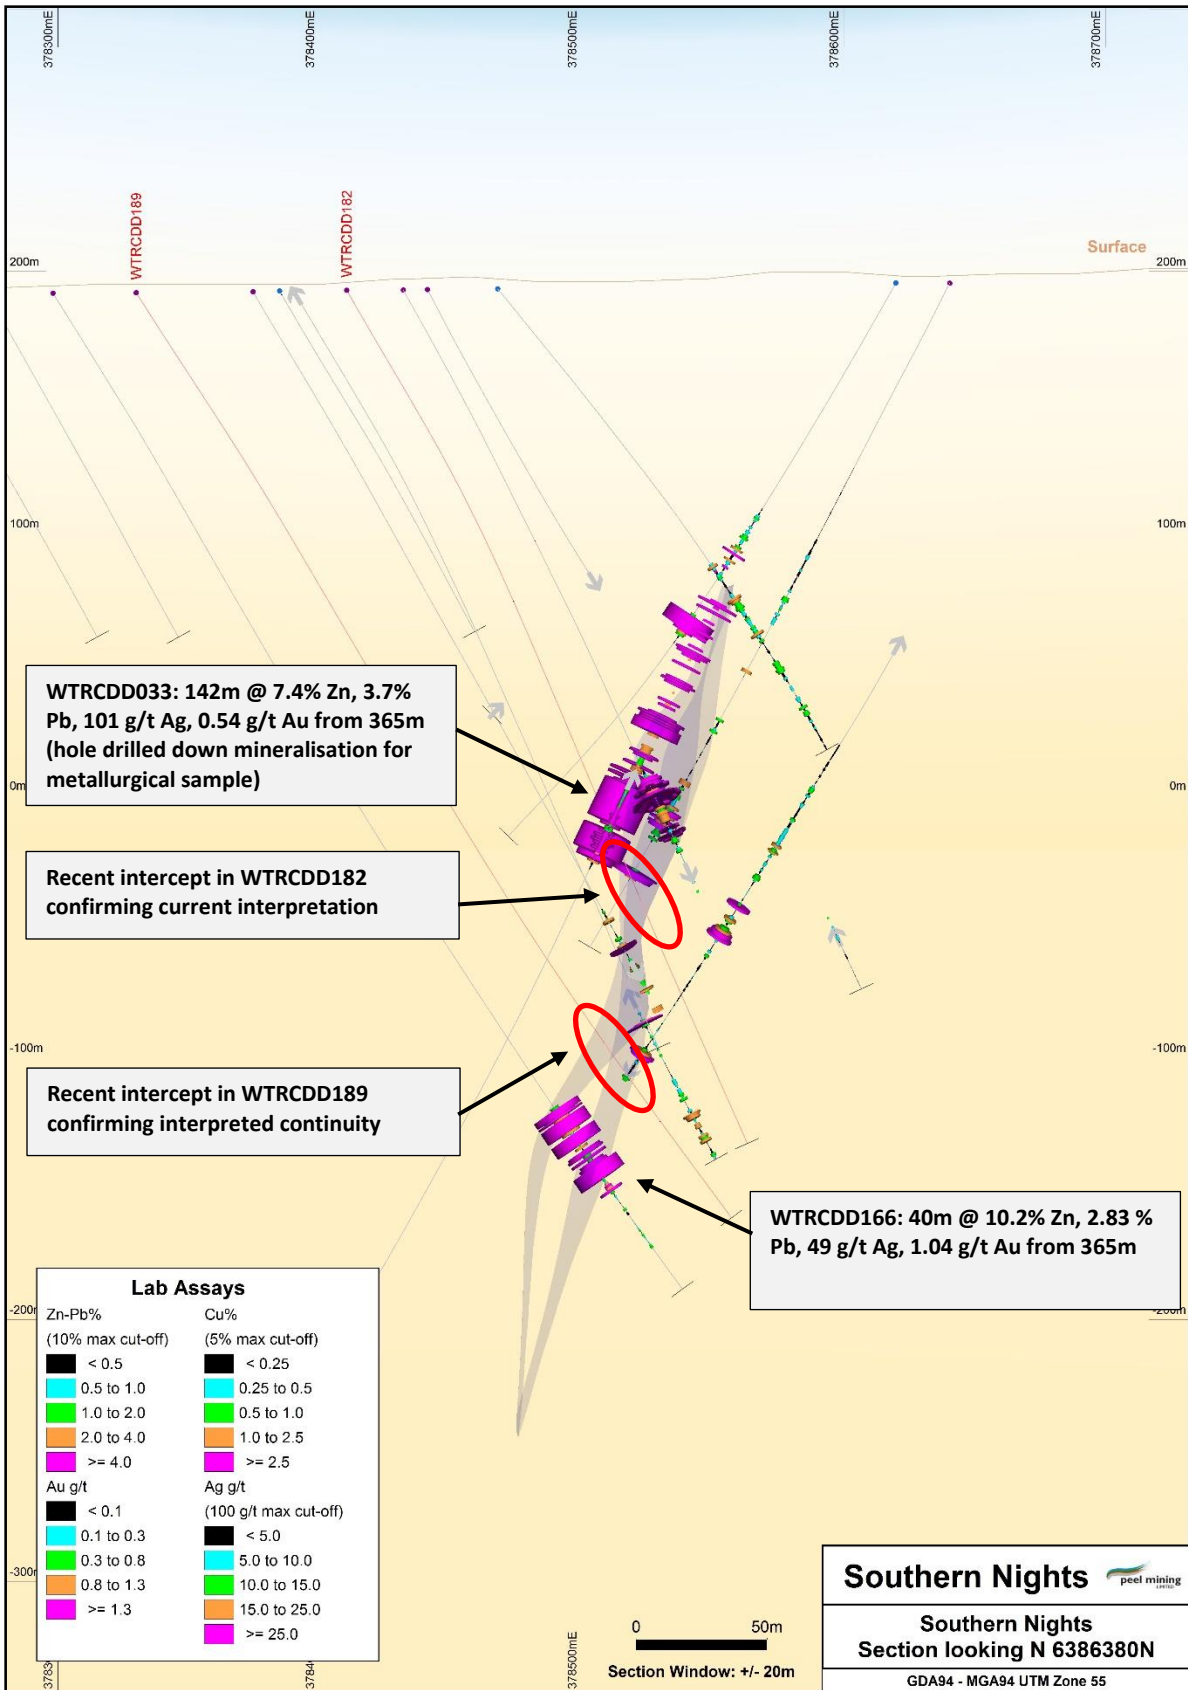 378300mE
378400mE
378500mE
378600mE
378700mE
WTRCDD189
WTRCDD182
Surface
200m
200m
100m
100m
WTRCDD033: 142m @ 7.4% Zn, 3.7%
Pb, 101 g/t Ag, 0.54 g/t Au from 365m
(hole drilled down mineralisation for
metallurgical sample)
0m
0m
Recent intercept in WTRCDD182
confirming current interpretation
-100m
-100m
Recent intercept in WTRCDD189
confirming interpreted continuity
WTRCDD166: 40m @ 10.2% Zn, 2.83 %
Pb, 49 g/t Ag, 1.04 g/t Au from 365m
-200m
-200m
Lab Assays
Zn-Pb%
(10% max cut-off)
< 0.5
0.5 to 1.0
1.0 to 2.0
2.0 to 4.0
>= 4.0
Cu%
(5% max cut-off)
< 0.25
0.25 to 0.5
0.5 to 1.0
1.0 to 2.5
>= 2.5
Au g/t
< 0.1
0.1 to 0.3
0.3 to 0.8
0.8 to 1.3
>= 1.3
Ag g/t
(100 g/t max cut-off)
< 5.0
5.0 to 10.0
10.0 to 15.0
15.0 to 25.0
>= 25.0
-300m
3783
3784
378500mE
0 50m
Section Window: +/- 20m
Southern Nights
peel mining
LIMITED
Southern Nights
Section looking N 6386380N
GDA94 - MGA94 UTM Zone 55